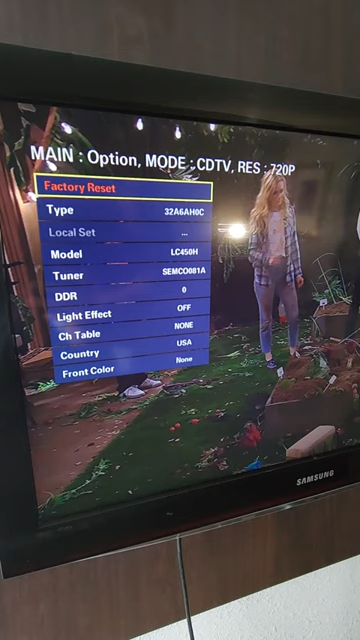 MAIN : Option, MODE : CDTV, RES : 720P
Factory Reset
Type 32A6AH0C
Local Set ...
Model LC450H
Tuner SEMCO081A
DDR 0
Light Effect OFF
Ch Table NONE
Country USA
Front Color None
SAMSUNG